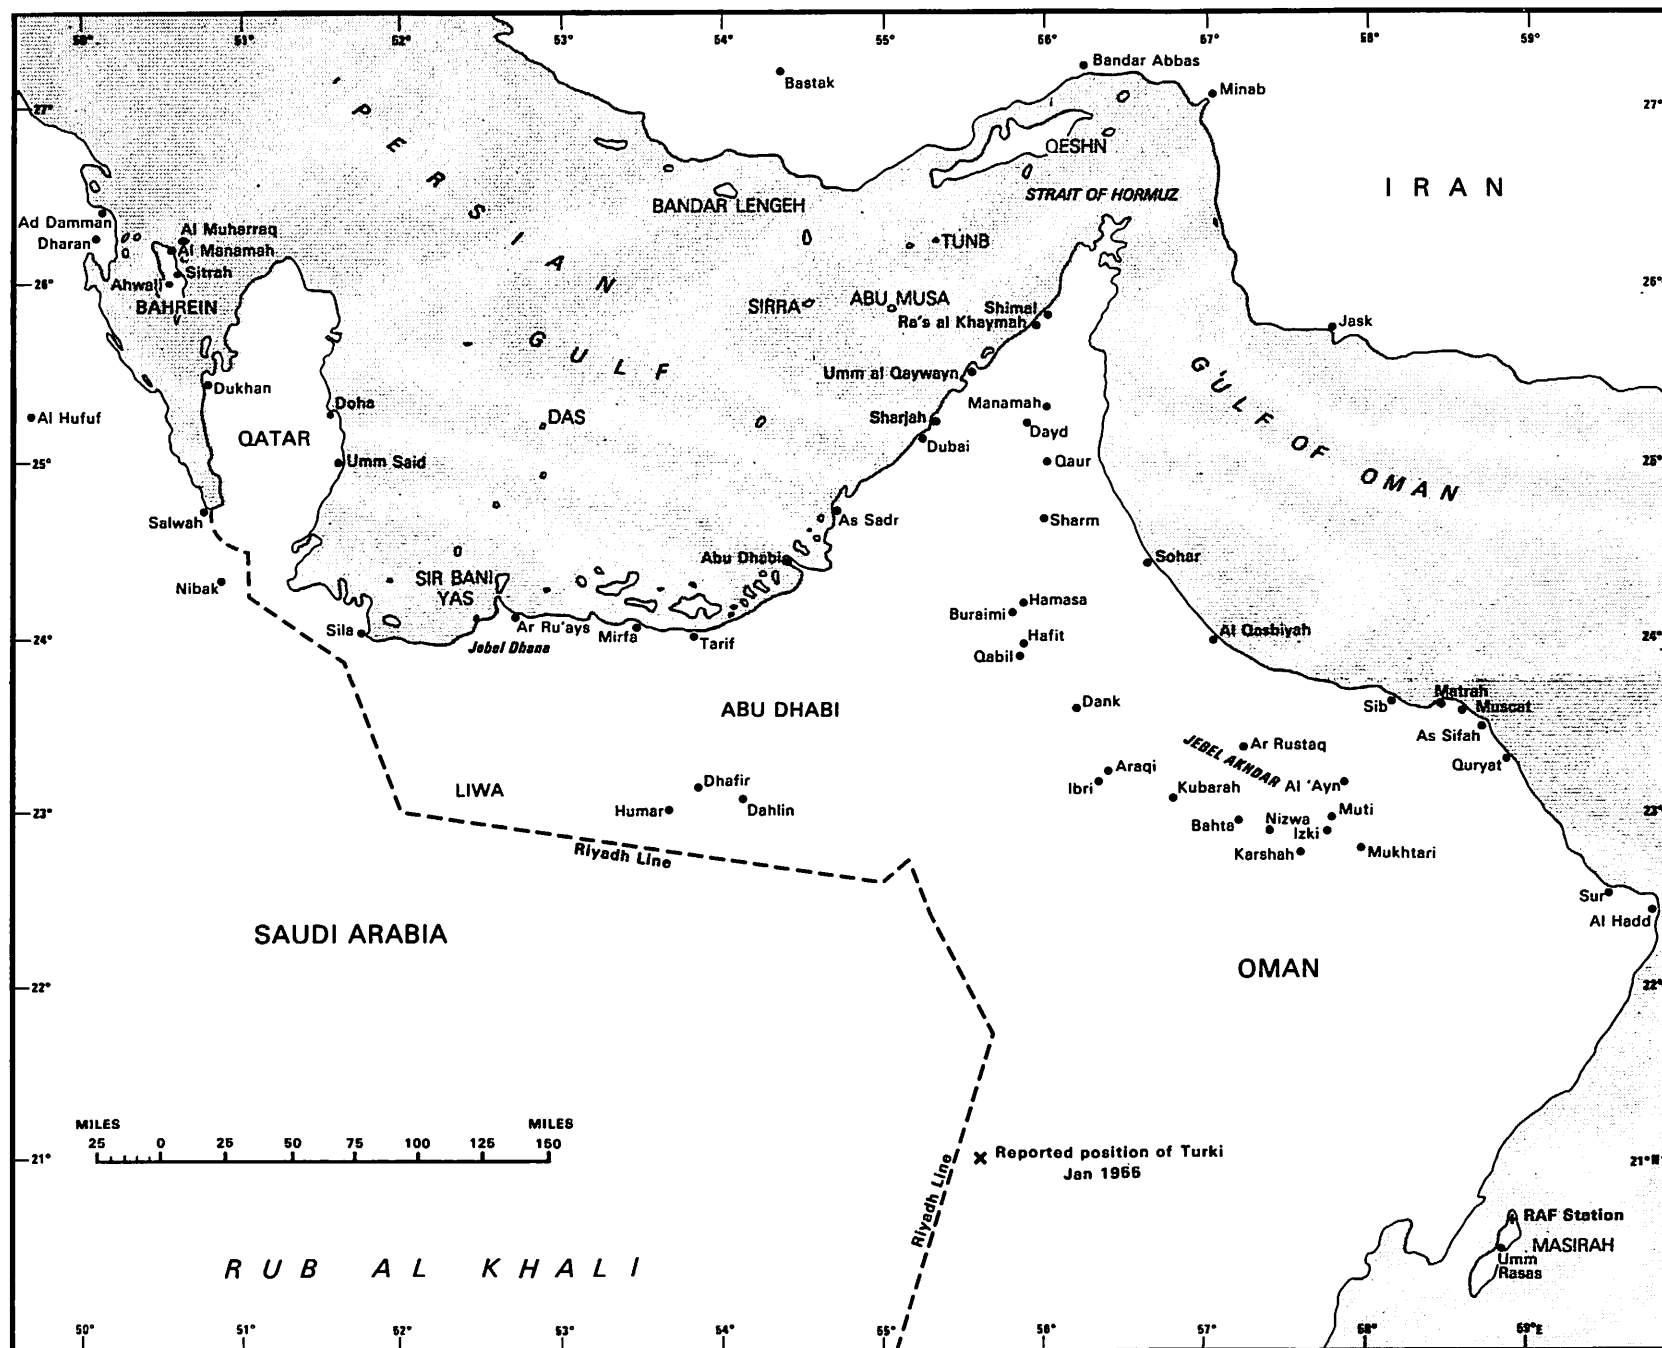 50° 51° 52° 53° 54° 55° 56° 57° 58° 59°
Bandar Abbas
Bastak
Minab
27° 27°
PERSIAN GULF
QESHN
IRAN
STRAIT OF HORMUZ
BANDAR LENGEH
Ad Damman
Al Muharraq
Dharan
Al Manamah
TUNB
Sitrah
Ahwali
26° 26°
BAHREIN
SIRRA
ABU MUSA
Shimal
Ra's al Khaymah
Jask
GULF OF OMAN
Umm al Qaywayn
Dukhan
Manamah
Doha
Al Hufuf
DAS
Sharjah
Dayd
QATAR
Dubai
25° 25°
Umm Said
Qaur
Salwah
As Sadr
Sharm
Abu Dhabi
Sohar
Nibak
SIR BANI
YAS
Hamasa
Buraimi
Sila
Ar Ru'ays
Mirfa
Tarif
Hafit
Al Qasbiyah
24° 24°
Jebel Dhana
Qabil
ABU DHABI
Dank
Sib
Matrah
Muscat
As Sifah
Ar Rustaq
JEBEL AKHDAR
Quryat
LIWA
Dhafir
Araqi
Ibri
Kubarah
Al 'Ayn
Humar
Dahlin
23° 23°
Muti
Bahta
Nizwa
Izki
Riyadh Line
Karshah
Mukhtari
Sur
Al Hadd
SAUDI ARABIA
OMAN
22° 22°
MILES MILES
25 0 25 50 75 100 125 150
21° 21°N
Reported position of Turki
Jan 1966
Riyadh Line
RAF Station
MASIRAH
Umm
Rasas
RUB AL KHALI
50° 51° 52° 53° 54° 55° 56° 57° 58° 59°E